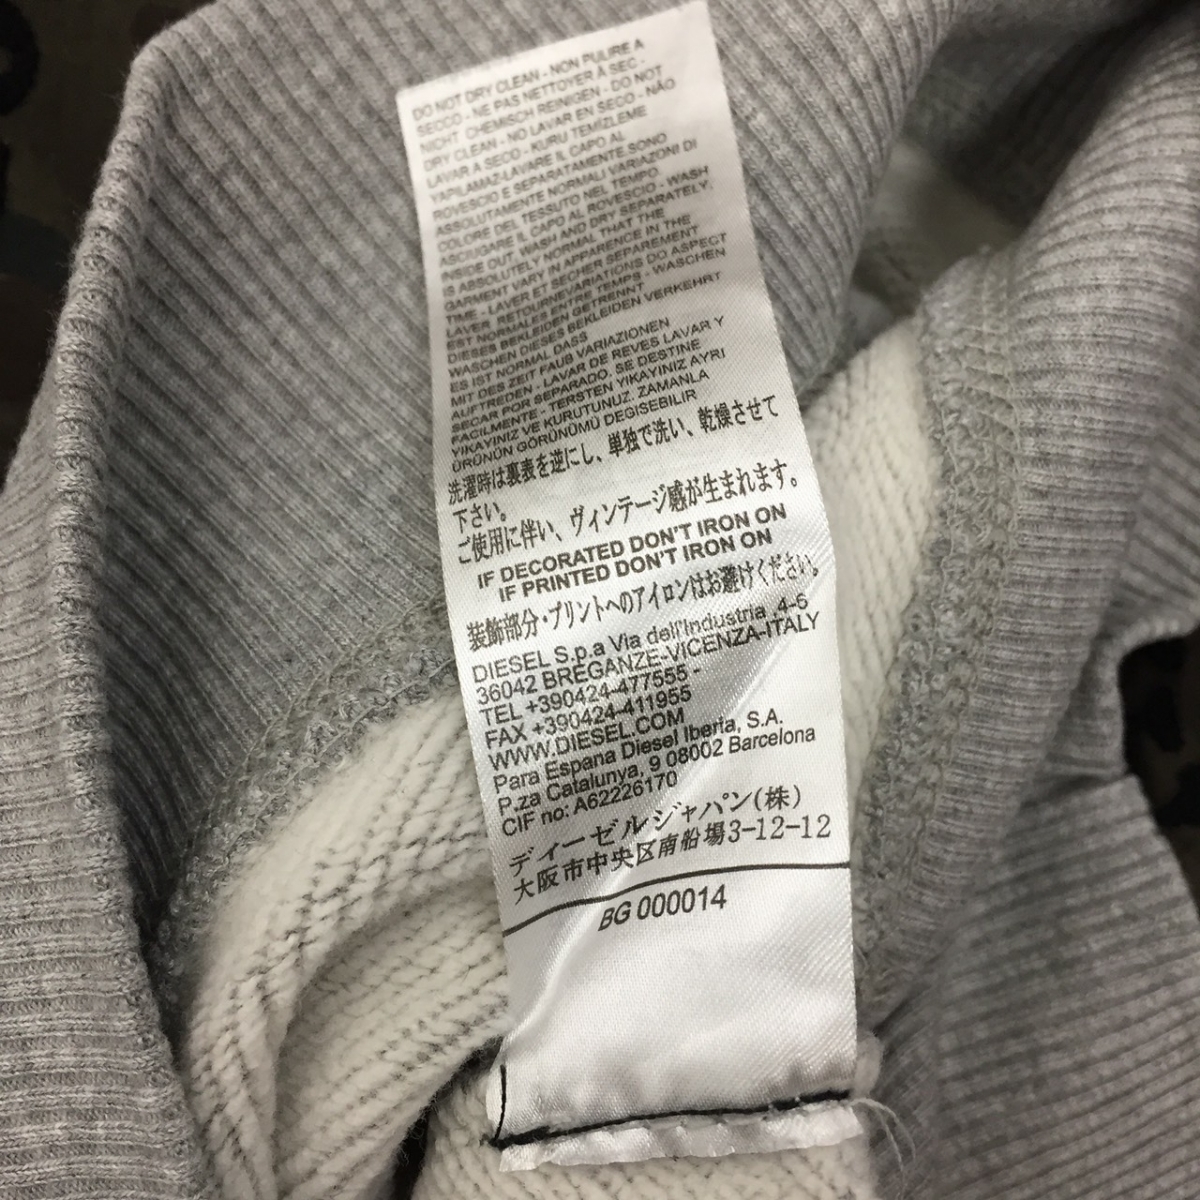 DO NOT DRY CLEAN - NON PULIRE A
SECCO - NE PAS NETTOYER À SEC -
NICHT CHEMISCH REINIGEN - DO NOT
DRY CLEAN - NO LAVAR EN SECO - NÃO
LAVAR A SECO - KURU TEMIZLEME
YAPILAMAZ-LAVARE IL CAPO AL
ROVESCIO E SEPARATAMENTE.SONO
ASSOLUTAMENTE NORMALI VARIAZONI DI
COLORE DEL TESSUTO NEL TEMPO.
ASCIUGARE IL CAPO AL ROVESCIO - WASH
INSIDE OUT, WASH AND DRY SEPARATELY.
IS ABSOLUTELY NORMAL THAT THE
GARMENT VARY IN APPARENCE IN THE
TIME - LAVER ET SECHER SEPAREMENT
LAVER RETOURNEVARIATIONS DO ASPECT
EST NORMALES ENTRE TEMPS - WASCHEN
DIESES BEKLEIDEN GETRENNT
WASCHEN DIESES BEKLEIDEN VERKEHRT
ES IST NORMAL DASS
MIT DES ZEIT FAUB VARIAZIONEN
AUFTREDEN - LAVAR DE REVES LAVAR Y
SECAR POR SEPARADO. SE DESTINE
FACILMENTE - TERSTEN YIKAYINIZ AYRI
YIKAYINIZ VE KURUTUNUZ. ZAMANLA
ÜRÜNÜN GÖRÜNÜMÜ DEGISEBILIR
洗濯時は裏表を逆にし、単独で洗い、乾燥させて
下さい。
ご使用に伴い、ヴィンテージ感が生まれます。
IF DECORATED DON'T IRON ON
IF PRINTED DON'T IRON ON
装飾部分・プリントへのアイロンはお避けください。
DIESEL S.p.a Via dell'Industria ,4-6
36042 BREGANZE-VICENZA-ITALY
TEL +390424-477555 -
FAX +390424-411955
WWW.DIESEL.COM
Para Espana Diesel Iberia, S.A.
P.za Catalunya, 9 08002 Barcelona
CIF no: A62226170
ディーゼルジャパン(株)
大阪市中央区南船場3-12-12
BG 000014